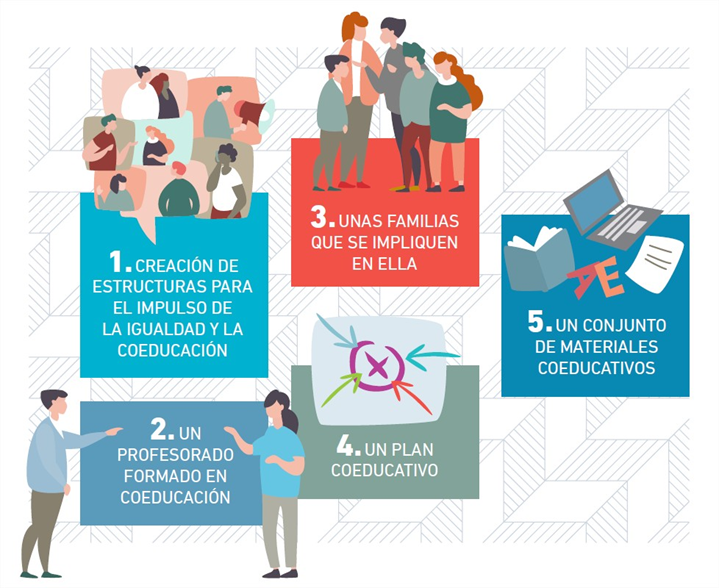 1. CREACIÓN DE
ESTRUCTURAS PARA
EL IMPULSO DE
LA IGUALDAD Y LA
COEDUCACIÓN
2. UN
PROFESORADO
FORMADO EN
COEDUCACIÓN
3. UNAS FAMILIAS
QUE SE IMPLIQUEN
EN ELLA
4. UN PLAN
COEDUCATIVO
5. UN CONJUNTO
DE MATERIALES
COEDUCATIVOS
Æ